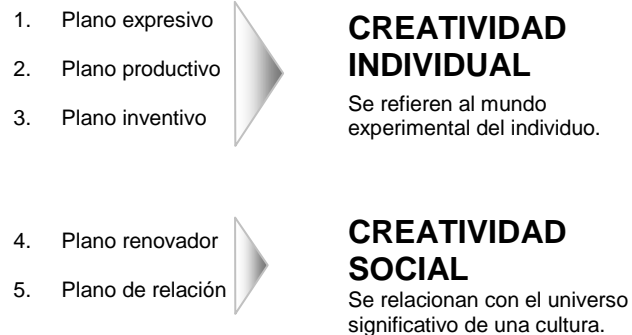 1. Plano expresivo
2. Plano productivo
3. Plano inventivo
CREATIVIDAD
INDIVIDUAL
Se refieren al mundo
experimental del individuo.
4. Plano renovador
5. Plano de relación
CREATIVIDAD
SOCIAL
Se relacionan con el universo
significativo de una cultura.